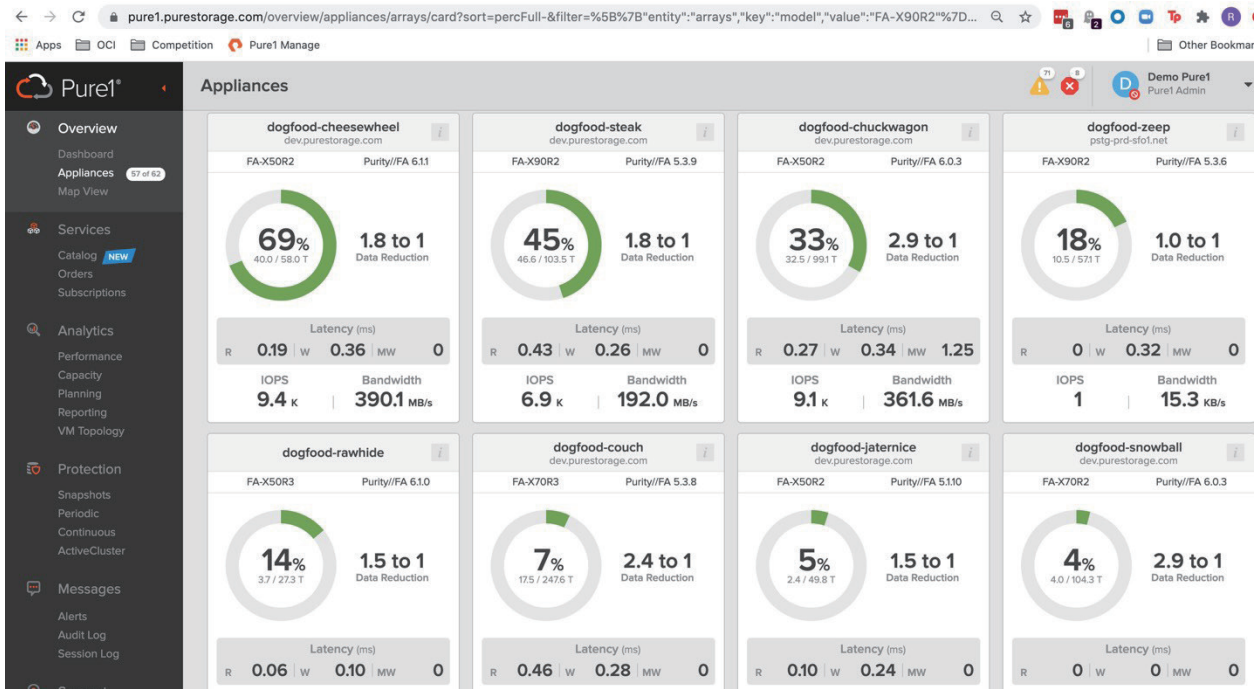 pure1.purestorage.com/overview/appliances/arrays/card?sort=percFull-&filter=%5B%7B"entity":"arrays","key":"model","value":"FA-X90R2"%7D...
6
2
Tp
R
Apps OCI Competition Pure1 Manage
Other Bookmar
Pure1®
Appliances
71
8
D
Demo Pure1
Pure1 Admin
Overview
Dashboard
Appliances 57 of 62
Map View
Services
Catalog NEW
Orders
Subscriptions
Analytics
Performance
Capacity
Planning
Reporting
VM Topology
Protection
Snapshots
Periodic
Continuous
ActiveCluster
Messages
Alerts
Audit Log
Session Log
dogfood-cheesewheel
dev.purestorage.com
i
FA-X50R2 Purity//FA 6.1.1
69%
40.0 / 58.0 T
1.8 to 1
Data Reduction
Latency (ms)
R 0.19 W 0.36 MW 0
IOPS Bandwidth
9.4 K 390.1 MB/s
dogfood-steak
dev.purestorage.com
i
FA-X90R2 Purity//FA 5.3.9
45%
46.6 / 103.5 T
1.8 to 1
Data Reduction
Latency (ms)
R 0.43 W 0.26 MW 0
IOPS Bandwidth
6.9 K 192.0 MB/s
dogfood-chuckwagon
dev.purestorage.com
i
FA-X50R2 Purity//FA 6.0.3
33%
32.5 / 99.1 T
2.9 to 1
Data Reduction
Latency (ms)
R 0.27 W 0.34 MW 1.25
IOPS Bandwidth
9.1 K 361.6 MB/s
dogfood-zeep
pstg-prd-sfo1.net
i
FA-X90R2 Purity//FA 5.3.6
18%
10.5 / 57.1 T
1.0 to 1
Data Reduction
Latency (ms)
R 0 W 0.32 MW 0
IOPS Bandwidth
1 15.3 KB/s
dogfood-rawhide
i
FA-X50R3 Purity//FA 6.1.0
14%
3.7 / 27.3 T
1.5 to 1
Data Reduction
Latency (ms)
R 0.06 W 0.10 MW 0
dogfood-couch
dev.purestorage.com
i
FA-X70R3 Purity//FA 5.3.8
7%
17.5 / 247.6 T
2.4 to 1
Data Reduction
Latency (ms)
R 0.46 W 0.28 MW 0
dogfood-jaternice
dev.purestorage.com
i
FA-X50R2 Purity//FA 5.1.10
5%
2.4 / 49.8 T
1.5 to 1
Data Reduction
Latency (ms)
R 0.10 W 0.24 MW 0
dogfood-snowball
dev.purestorage.com
i
FA-X70R2 Purity//FA 6.0.3
4%
4.0 / 104.3 T
2.9 to 1
Data Reduction
Latency (ms)
R 0 W 0 MW 0